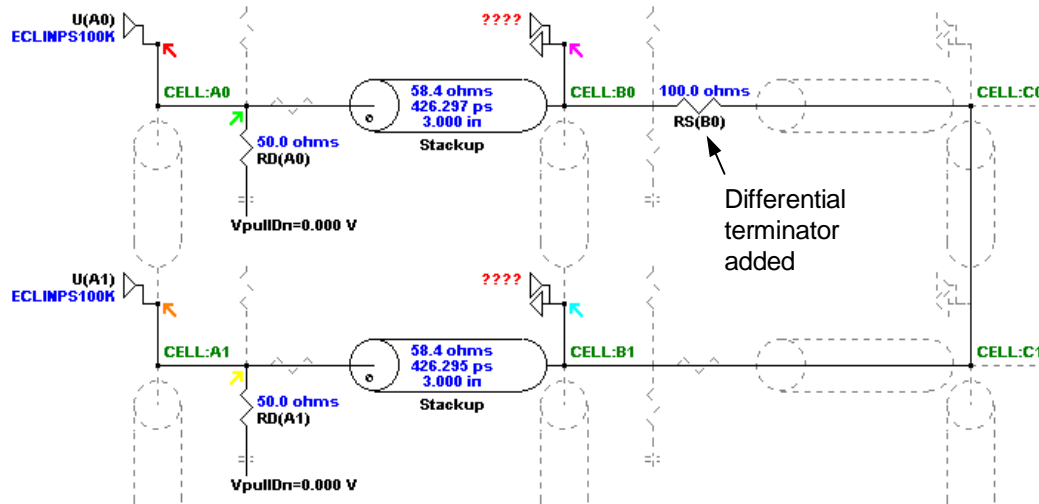 U(A0)
ECLINPS100K
????
CELL:A0
58.4 ohms
426.297 ps
3.000 in
Stackup
CELL:B0
100.0 ohms
RS(B0)
CELL:C0
50.0 ohms
RD(A0)
VpullDn=0.000 V
Differential
terminator
added
U(A1)
ECLINPS100K
????
CELL:A1
58.4 ohms
426.295 ps
3.000 in
Stackup
CELL:B1
CELL:C1
50.0 ohms
RD(A1)
VpullDn=0.000 V